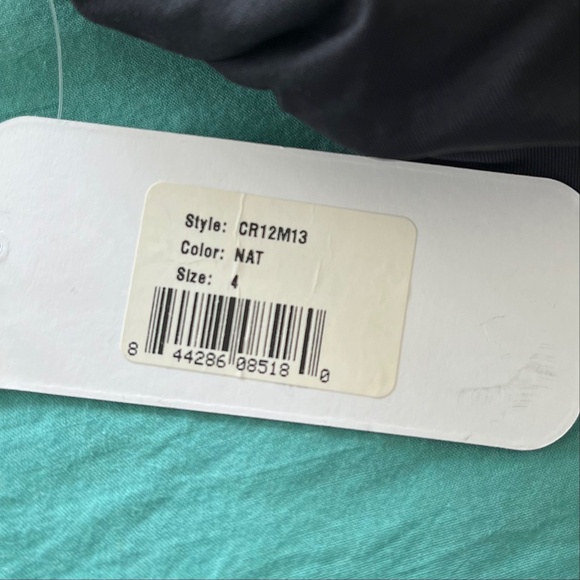 Style: CR12M13
Color: NAT
Size: 4
8 44286 08518 0